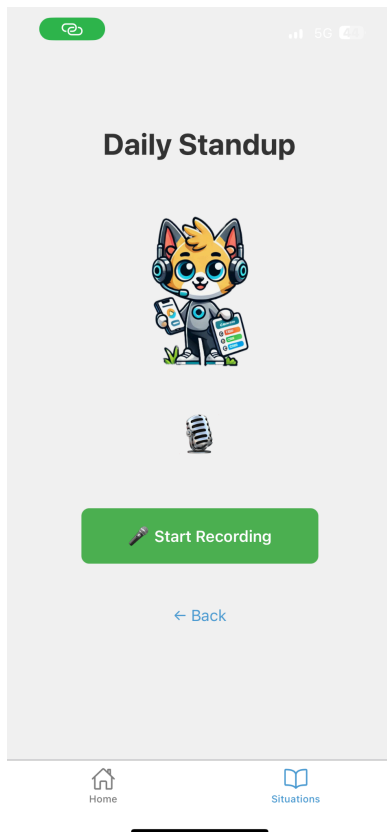 5G
Daily Standup
🎤 Start Recording
← Back
Home
Situations